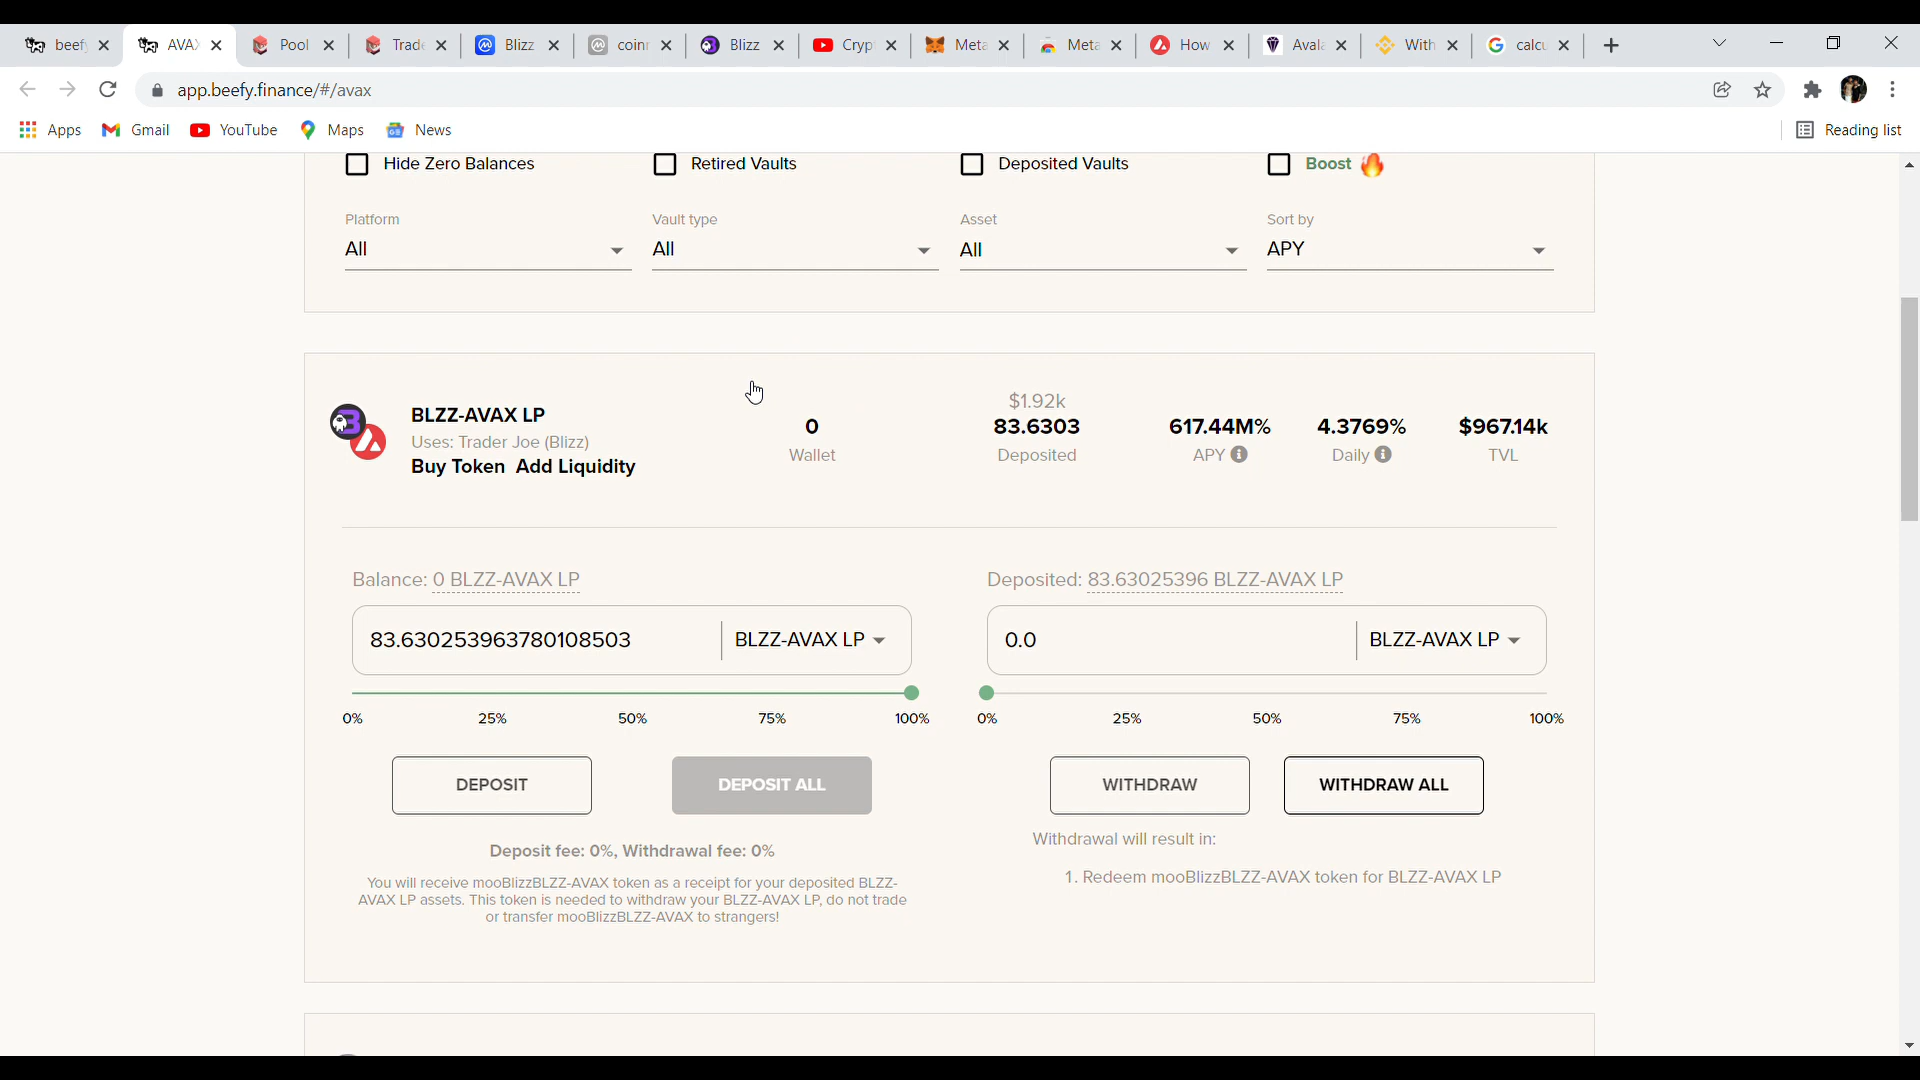 beef
AVAX
Pool
Trade
Blizz
coin
Blizz
Cryp
Meta
Meta
How
Avala
With
calcu
app.beefy.finance/#/avax
Apps
Gmail
YouTube
Maps
News
Reading list
Hide Zero Balances
Retired Vaults
Deposited Vaults
Boost
Platform
Vault type
Asset
Sort by
All
All
All
APY
BLZZ-AVAX LP
Uses: Trader Joe (Blizz)
Buy Token Add Liquidity
0
Wallet
$1.92k
83.6303
Deposited
617.44M%
APY
4.3769%
Daily
$967.14k
TVL
Balance: 0 BLZZ-AVAX LP
83.630253963780108503
BLZZ-AVAX LP
0%
25%
50%
75%
100%
DEPOSIT
DEPOSIT ALL
Deposit fee: 0%, Withdrawal fee: 0%
You will receive mooBlizzBLZZ-AVAX token as a receipt for your deposited BLZZ-
AVAX LP assets. This token is needed to withdraw your BLZZ-AVAX LP, do not trade
or transfer mooBlizzBLZZ-AVAX to strangers!
Deposited: 83.63025396 BLZZ-AVAX LP
0.0
BLZZ-AVAX LP
0%
25%
50%
75%
100%
WITHDRAW
WITHDRAW ALL
Withdrawal will result in:
1. Redeem mooBlizzBLZZ-AVAX token for BLZZ-AVAX LP